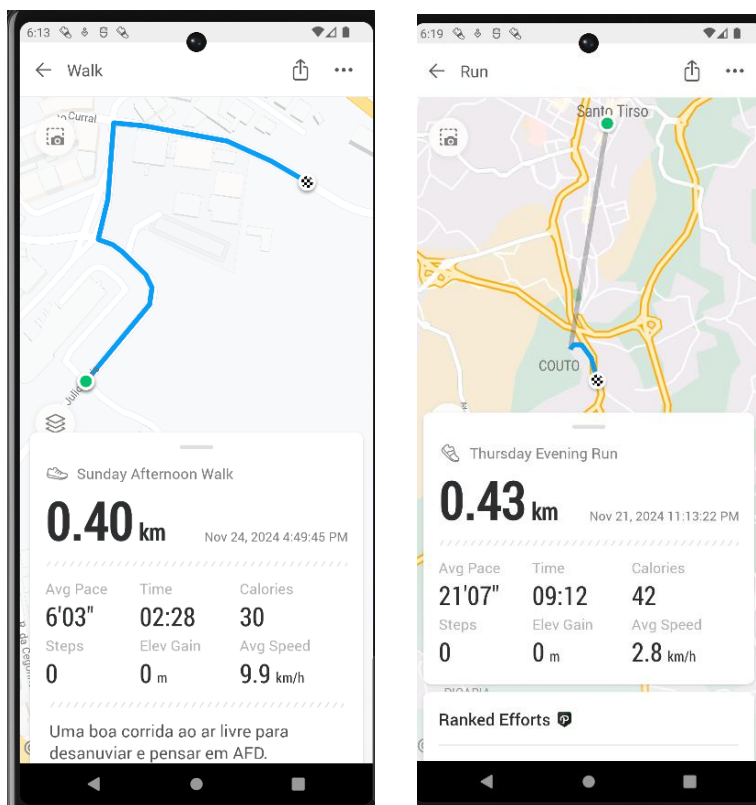 6:13
Walk
Curral
Sunday Afternoon Walk
0.40 km
Nov 24, 2024 4:49:45 PM
Avg Pace Time Calories
6'03" 02:28 30
Steps Elev Gain Avg Speed
0 0 m 9.9 km/h
Uma boa corrida ao ar livre para
desanuviar e pensar em AFD.
6:19
Run
Santo Tirso
COUTO
Thursday Evening Run
0.43 km
Nov 21, 2024 11:13:22 PM
Avg Pace Time Calories
21'07" 09:12 42
Steps Elev Gain Avg Speed
0 0 m 2.8 km/h
Ranked Efforts